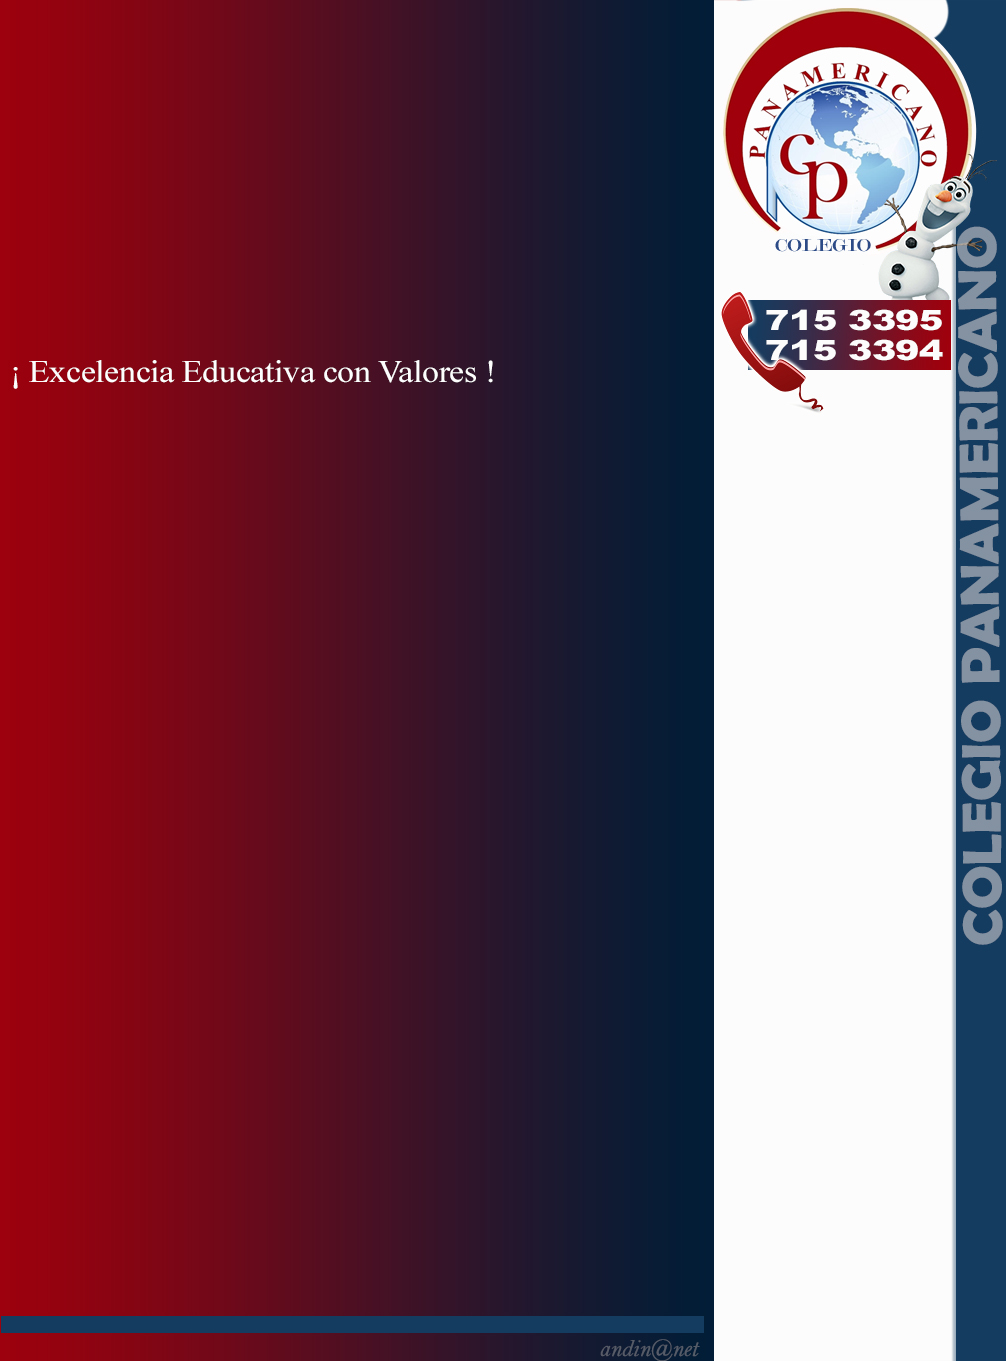 PANAMERICANO
cp
COLEGIO
715 3395
715 3394
¡ Excelencia Educativa con Valores !
COLEGIO PANAMERICANO
andin@net